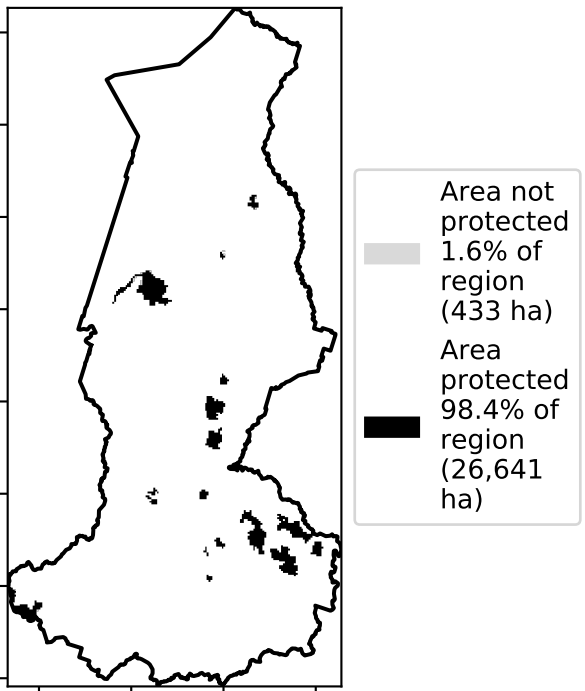 Area not
protected
1.6% of
region
(433 ha)
Area
protected
98.4% of
region
(26,641
ha)